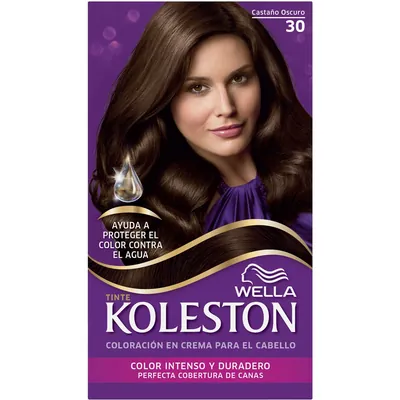 Castaño Oscuro
30
AYUDA A
PROTEGER EL
COLOR CONTRA
EL AGUA
WELLA
TINTE
KOLESTON
COLORACIÓN EN CREMA PARA EL CABELLO
COLOR INTENSO Y DURADERO
PERFECTA COBERTURA DE CANAS